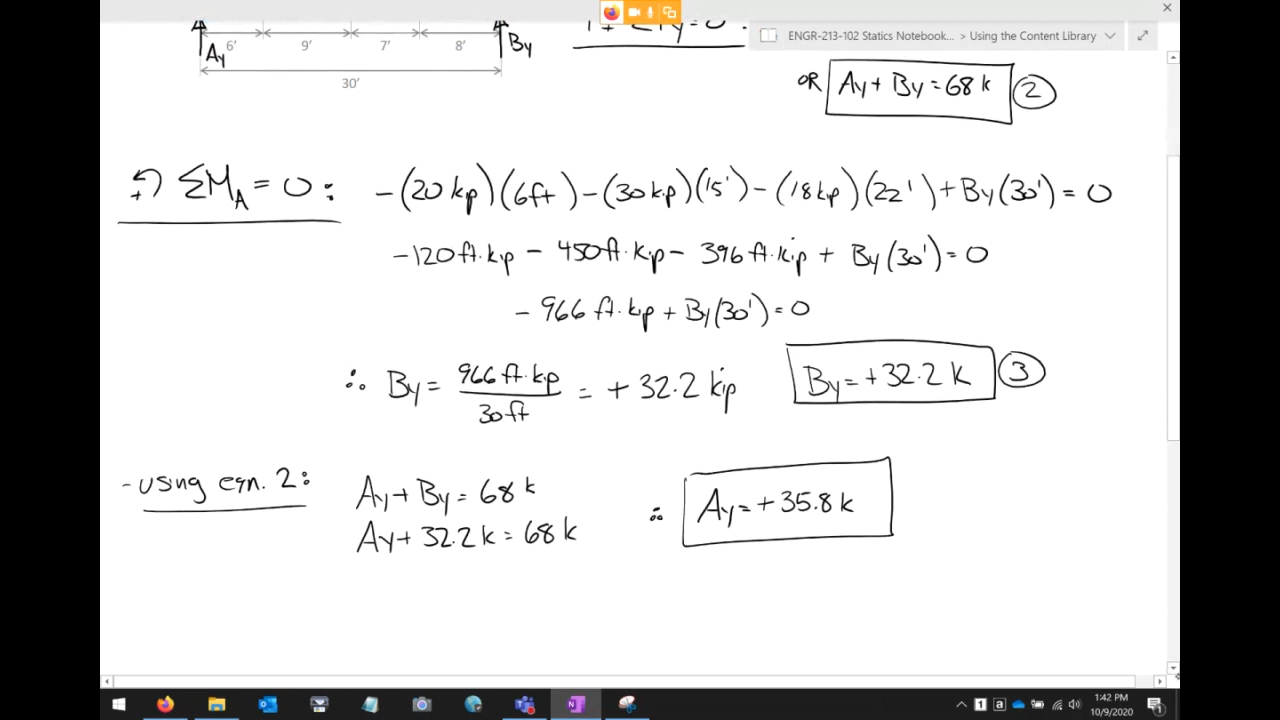 ENGR-213-102 Statics Notebook... > Using the Content Library
6' 9' 7' 8'
Ay By
30'
OR Ay + By = 68 k 2
+ ΣM_A = 0: -(20 kip)(6ft) - (30 kip)(15') - (18 kip)(22') + By(30') = 0
-120 ft·kip - 450 ft·kip - 396 ft·kip + By(30') = 0
- 966 ft·kip + By(30') = 0
∴ By = 966 ft·kip / 30 ft = + 32.2 kip By = +32.2 k 3
- using eqn. 2: Ay + By = 68 k
Ay + 32.2 k = 68 k ∴ Ay = +35.8 k
1:42 PM
10/9/2020